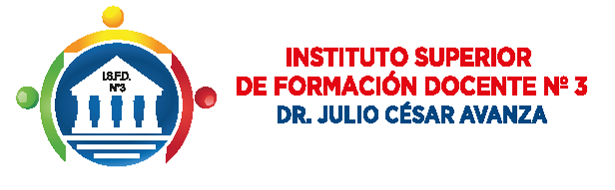 I.S.F.D.
Nº3
INSTITUTO SUPERIOR
DE FORMACIÓN DOCENTE Nº 3
DR. JULIO CÉSAR AVANZA